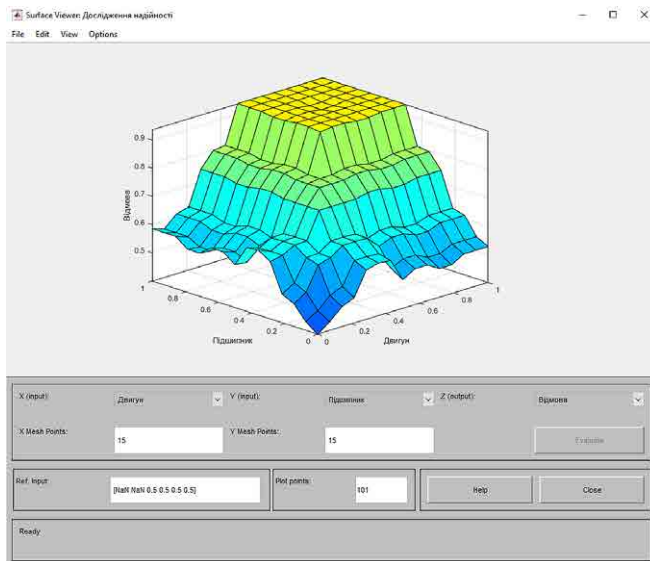 Surface Viewer: Дослідження надійності
File Edit View Options
0.9
0.8
0.7
0.6
0.5
Відмова
1
0.8
0.6
0.4
0.2
0
Підшипник
0
0.2
0.4
0.6
0.8
1
Двигун
X (input): Двигун Y (input): Підшипник Z (output): Відмова
X Mesh Points: 15 Y Mesh Points: 15 Evaluate
Ref. Input: [NaN NaN 0.5 0.5 0.5 0.5] Plot points: 101 Help Close
Ready